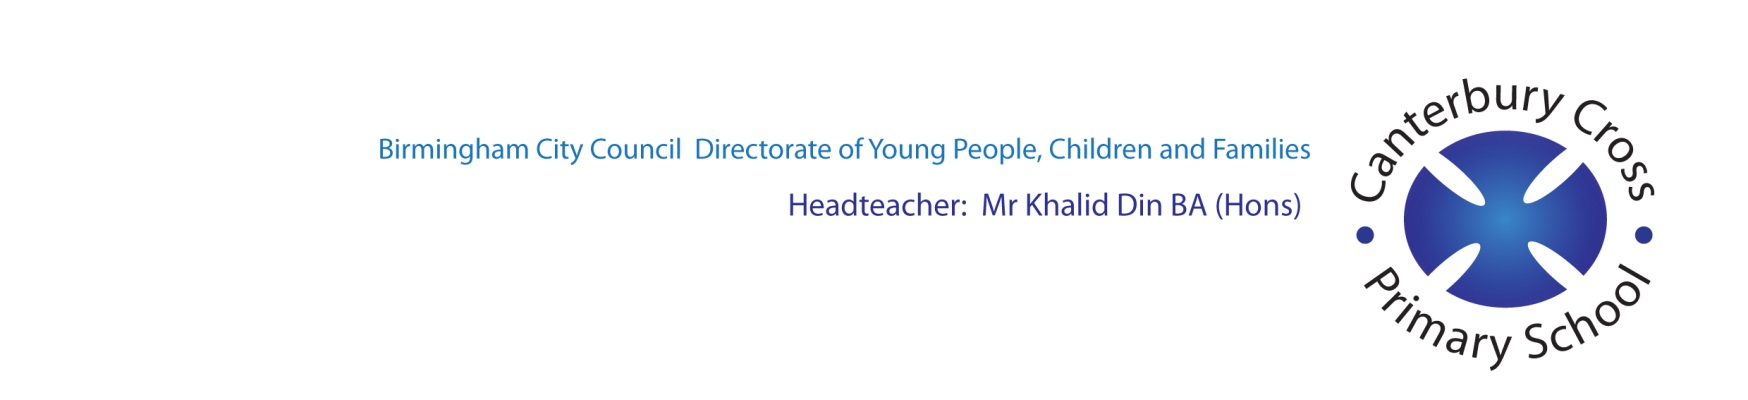 Birmingham City Council  Directorate of Young People, Children and Families
Headteacher:  Mr Khalid Din BA (Hons)
Canterbury Cross
Primary School